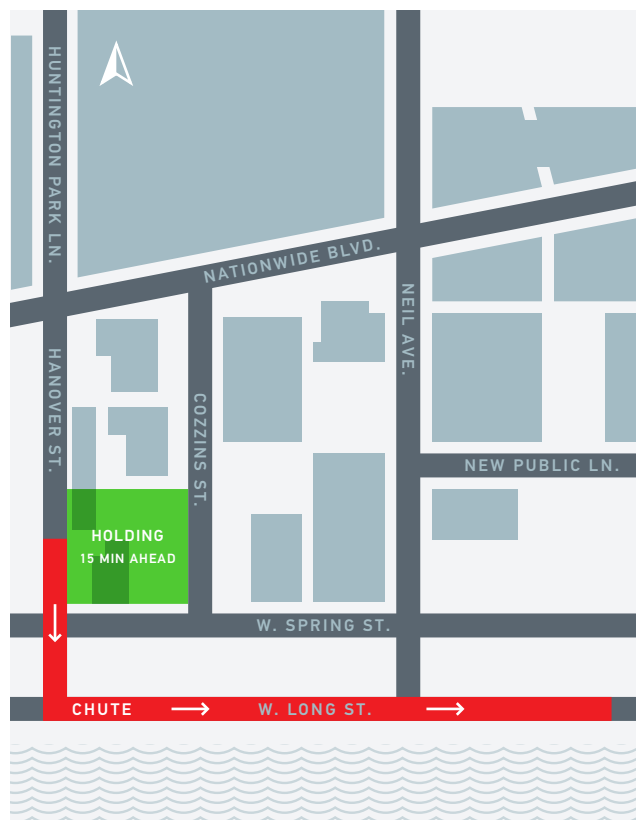 HUNTINGTON PARK LN.
NATIONWIDE BLVD.
NEIL AVE.
HANOVER ST.
COZZINS ST.
NEW PUBLIC LN.
HOLDING
15 MIN AHEAD
W. SPRING ST.
CHUTE
W. LONG ST.